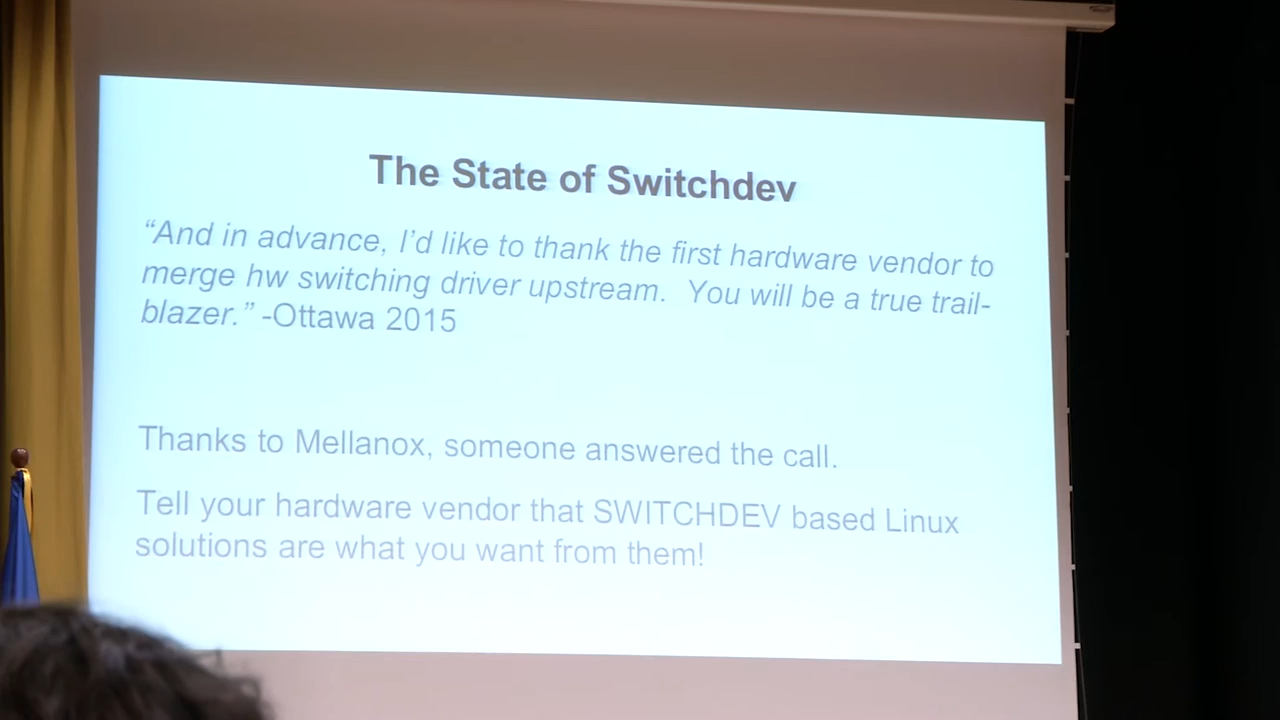 The State of Switchdev
“And in advance, I’d like to thank the first hardware vendor to
merge hw switching driver upstream.  You will be a true trail-
blazer.” -Ottawa 2015
Thanks to Mellanox, someone answered the call.
Tell your hardware vendor that SWITCHDEV based Linux
solutions are what you want from them!